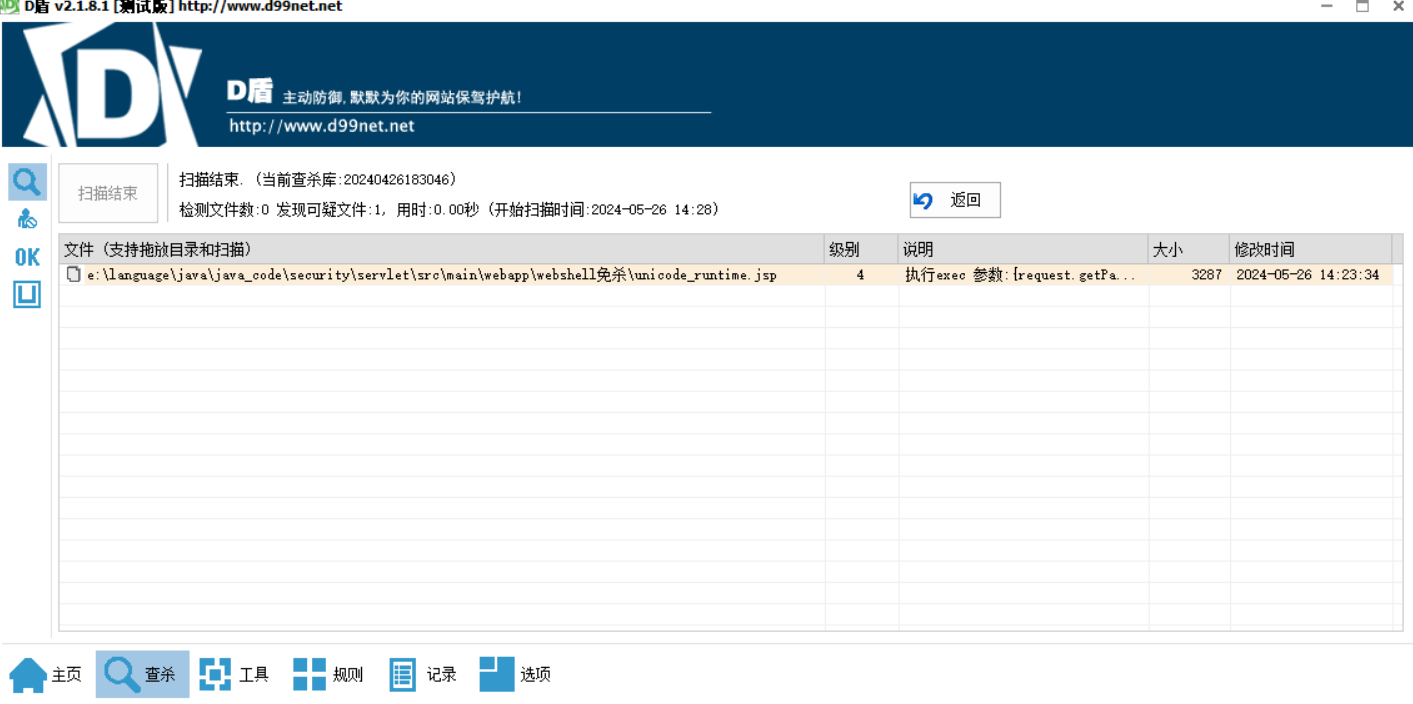 D盾 v2.1.8.1 [测试版] http://www.d99net.net
D盾 主动防御,默默为你的网站保驾护航!
http://www.d99net.net
扫描结束
扫描结束. (当前查杀库:20240426183046)
检测文件数:0 发现可疑文件:1, 用时:0.00秒 (开始扫描时间:2024-05-26 14:28)
返回
OK
文件 (支持拖放目录和扫描) 级别 说明 大小 修改时间
e:\language\java\java_code\security\servlet\src\main\webapp\webshell免杀\unicode_runtime.jsp 4 执行exec 参数:{request.getPa... 3287 2024-05-26 14:23:34
主页 查杀 工具 规则 记录 选项